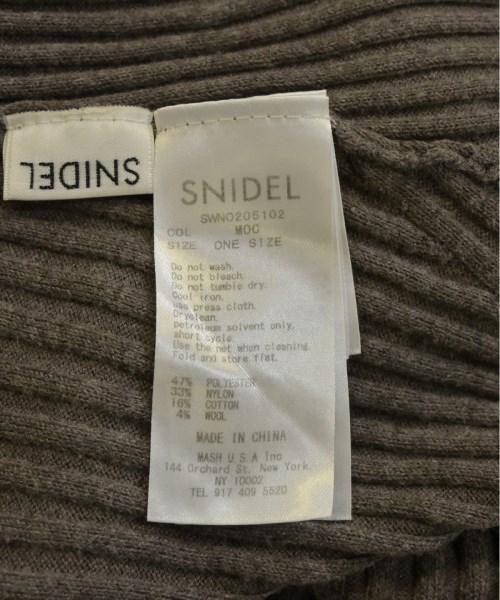 SNIDEL
SNIDEL
SWNO205102
COL MOC
SIZE ONE SIZE
Do not wash.
Do not bleach.
Do not tumble dry.
Cool iron.
use press cloth.
Dryclean.
petroleum solvent only,
short cycle.
Use the net when cleaning.
Fold and store flat.
47% POLYESTER
33% NYLON
16% COTTON
4% WOOL
MADE IN CHINA
MASH U S A Inc
144 Orchard St. New York.
NY 10002
TEL 917 409 5520